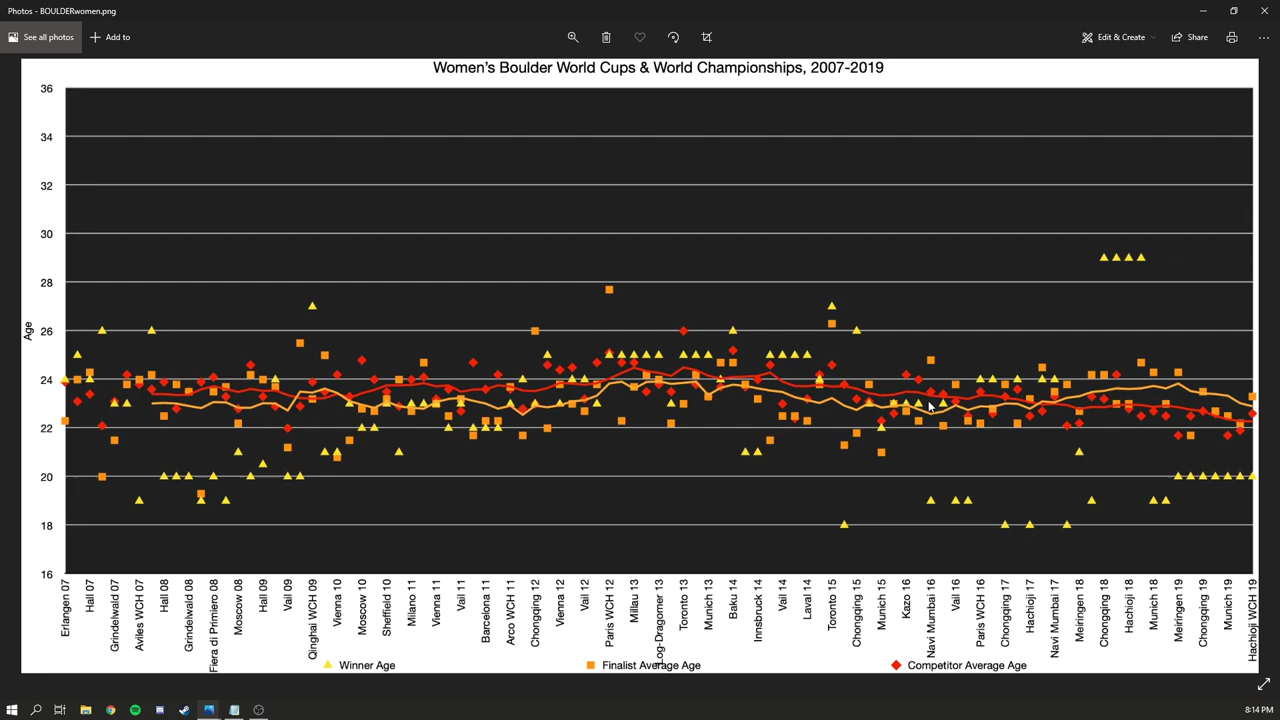 Photos - BOULDERwomen.png
See all photos
Add to
Edit & Create
Share
Women's Boulder World Cups & World Championships, 2007-2019
36
34
32
30
28
26
24
22
20
18
16
Age
Erlangen 07
Hall 07
Grindelwald 07
Aviles WCH 07
Hall 08
Grindelwald 08
Fiera di Primiero 08
Moscow 08
Hall 09
Vail 09
Qinghai WCH 09
Vienna 10
Moscow 10
Sheffield 10
Milano 11
Vienna 11
Vail 11
Barcelona 11
Arco WCH 11
Chongqing 12
Vienna 12
Vail 12
Paris WCH 12
Millau 13
Log-Dragomer 13
Toronto 13
Munich 13
Baku 14
Innsbruck 14
Vail 14
Laval 14
Toronto 15
Chongqing 15
Munich 15
Kazo 16
Navi Mumbai 16
Vail 16
Paris WCH 16
Chongqing 17
Hachioji 17
Navi Mumbai 17
Meiringen 18
Chongqing 18
Hachioji 18
Munich 18
Meiringen 19
Chongqing 19
Munich 19
Hachioji WCH 19
Winner Age
Finalist Average Age
Competitor Average Age
8:14 PM